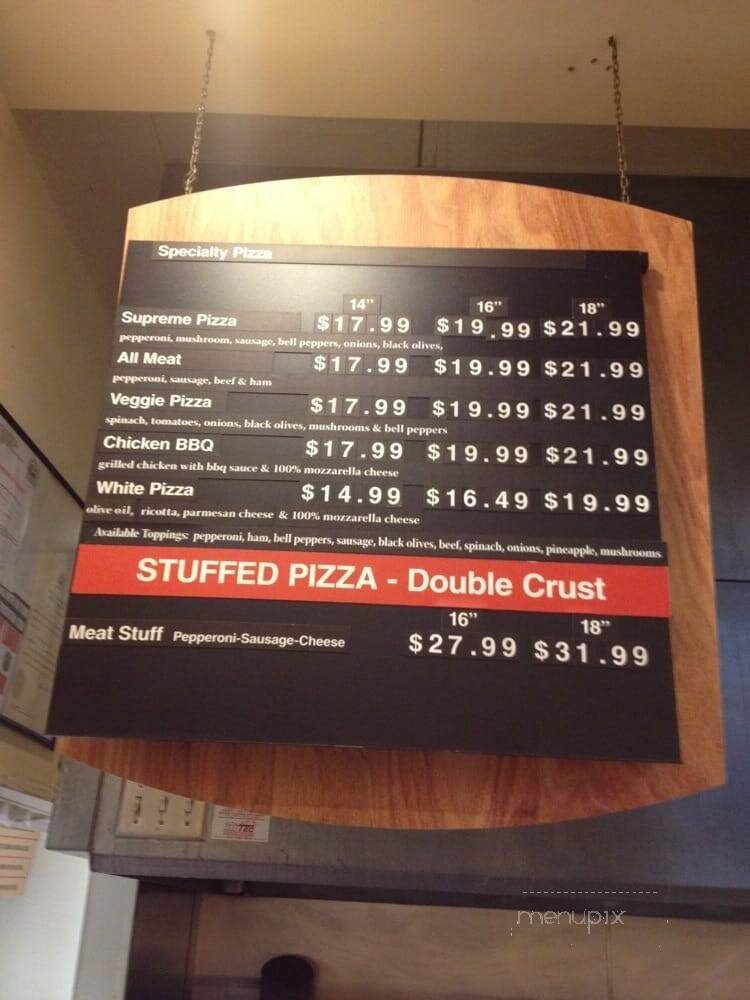 Specialty Pizza
14" 16" 18"
Supreme Pizza $17.99 $19.99 $21.99
pepperoni, mushroom, sausage, bell peppers, onions, black olives,
All Meat $17.99 $19.99 $21.99
pepperoni, sausage, beef & ham
Veggie Pizza $17.99 $19.99 $21.99
spinach, tomatoes, onions, black olives, mushrooms & bell peppers
Chicken BBQ $17.99 $19.99 $21.99
grilled chicken with bbq sauce & 100% mozzarella cheese
White Pizza $14.99 $16.49 $19.99
olive oil, ricotta, parmesan cheese & 100% mozzarella cheese
Available Toppings: pepperoni, ham, bell peppers, sausage, black olives, beef, spinach, onions, pineapple, mushrooms
STUFFED PIZZA - Double Crust
16" 18"
Meat Stuff Pepperoni-Sausage-Cheese $27.99 $31.99
menupix